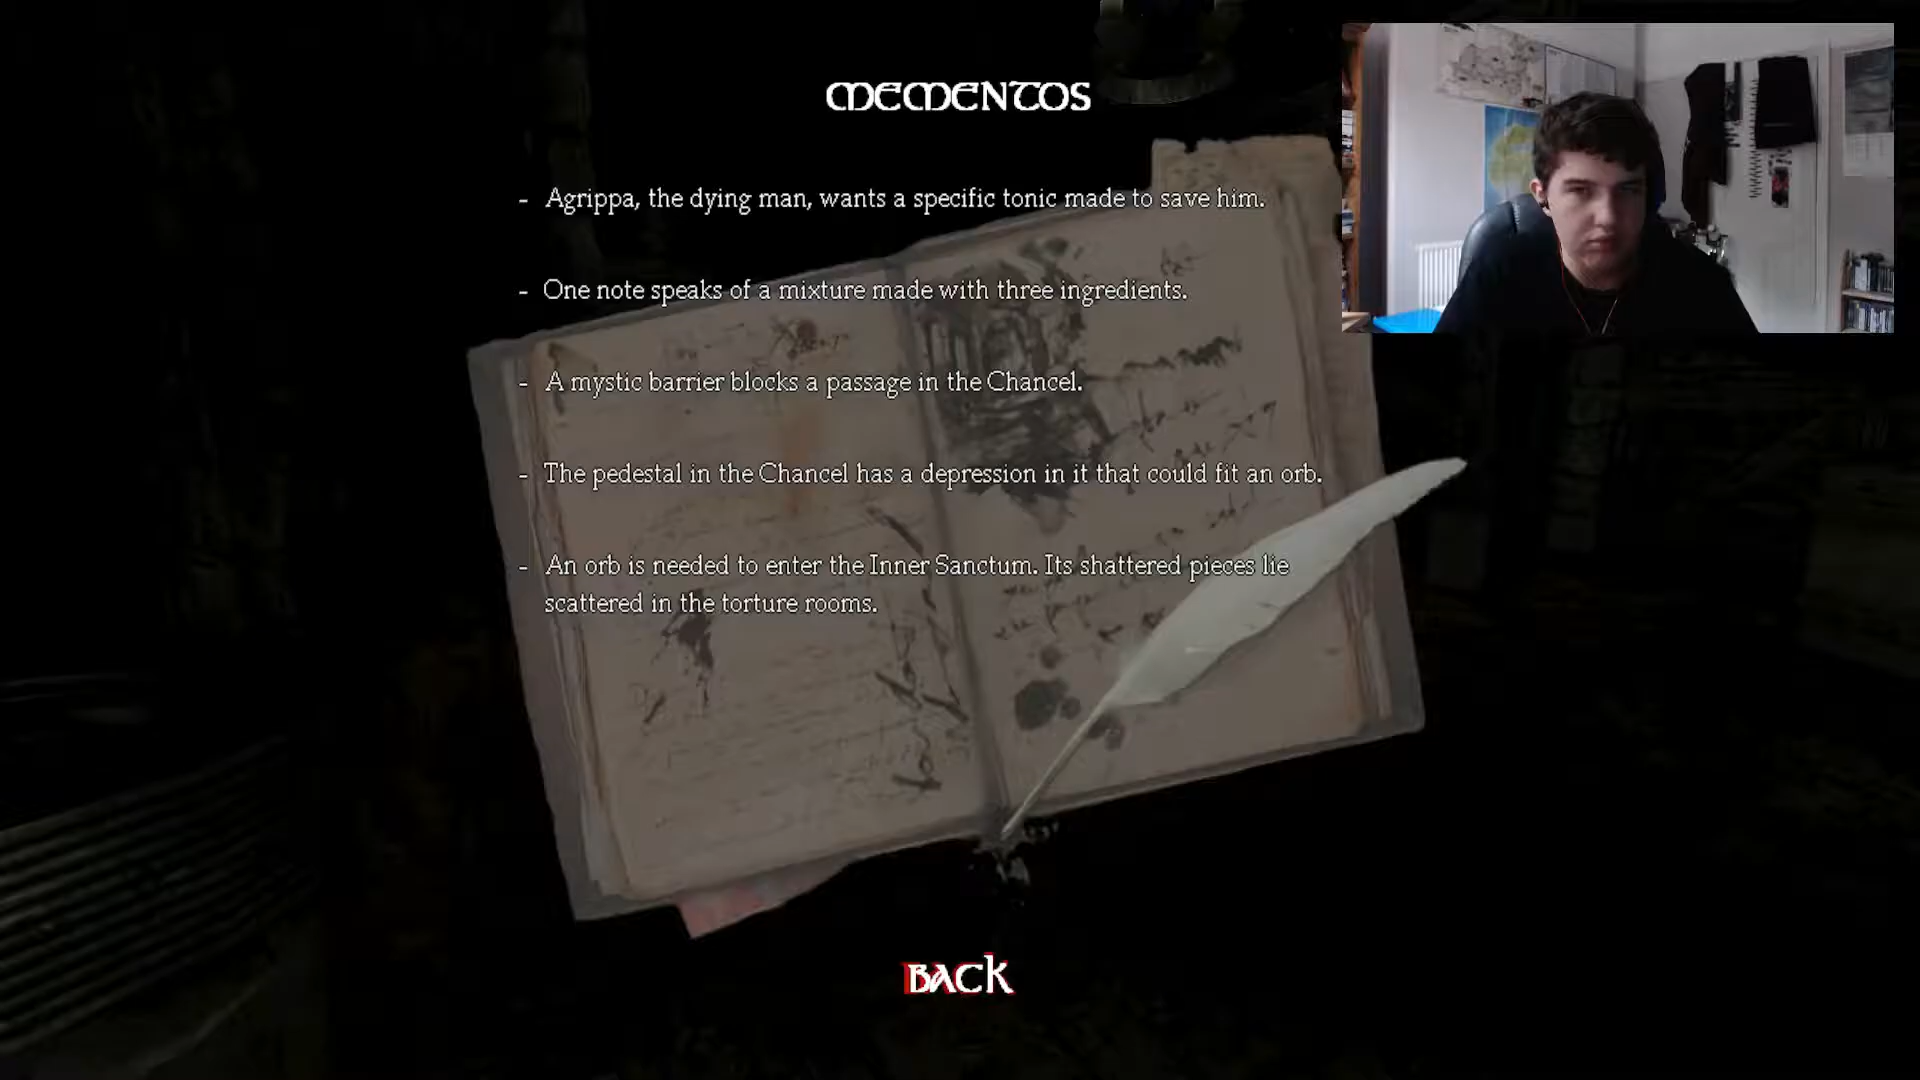 MEMENTOS
- Agrippa, the dying man, wants a specific tonic made to save him.
- One note speaks of a mixture made with three ingredients.
- A mystic barrier blocks a passage in the Chancel.
- The pedestal in the Chancel has a depression in it that could fit an orb.
- An orb is needed to enter the Inner Sanctum. Its shattered pieces lie
scattered in the torture rooms.
BACK